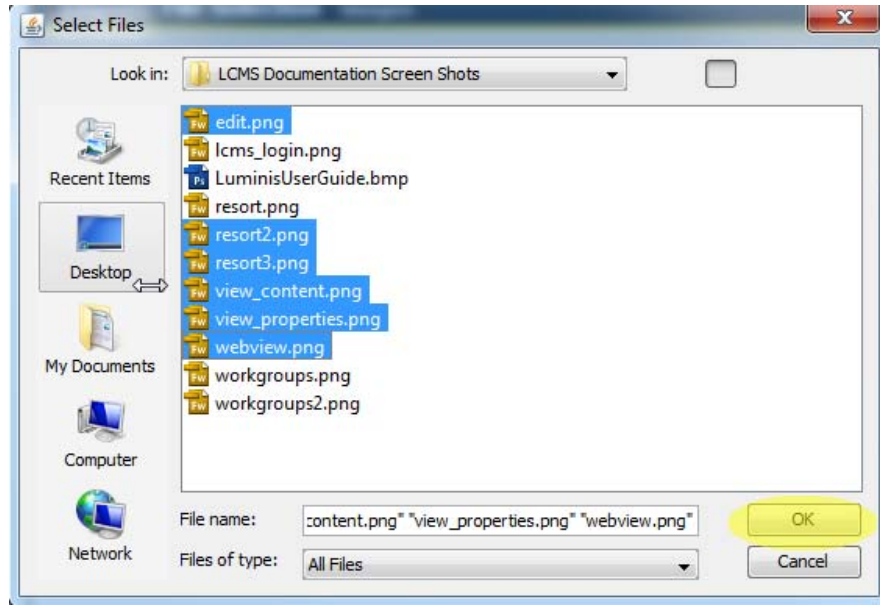 Select Files
Look in: LCMS Documentation Screen Shots
edit.png
lcms_login.png
LuminisUserGuide.bmp
resort.png
resort2.png
resort3.png
view_content.png
view_properties.png
webview.png
workgroups.png
workgroups2.png
Recent Items
Desktop
My Documents
Computer
Network
File name: content.png" "view_properties.png" "webview.png"
OK
Files of type: All Files
Cancel